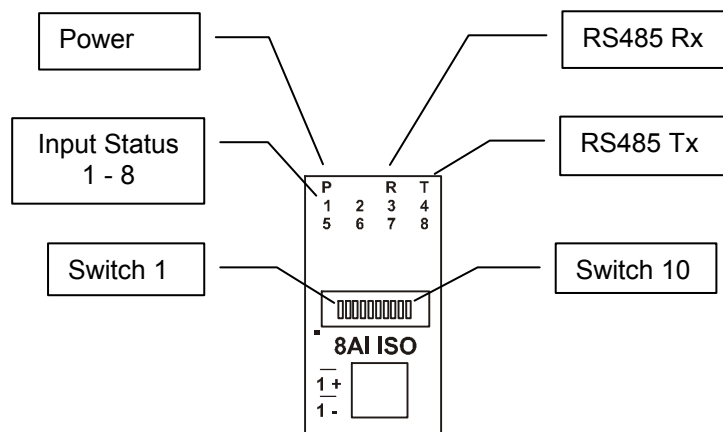 Power
RS485 Rx
Input Status
1 - 8
RS485 Tx
P R T
1 2 3 4
5 6 7 8
Switch 1
Switch 10
8AI ISO
1 +
1 -